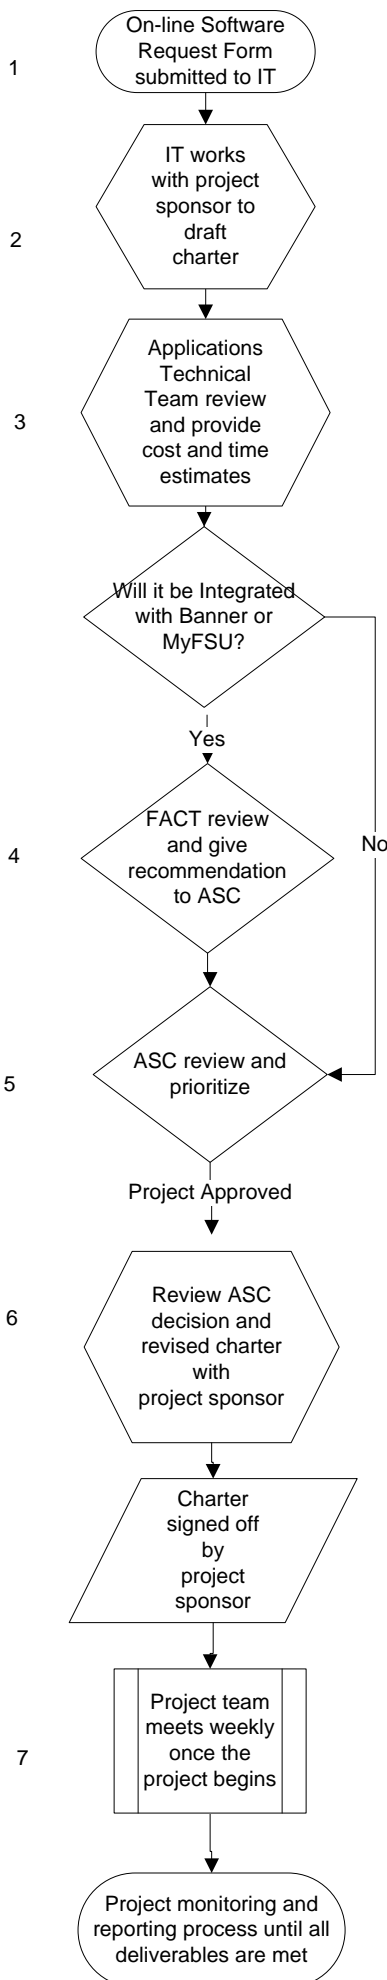 On-line Software
Request Form
submitted to IT
1
IT works
with project
sponsor to
draft
charter
2
Applications
Technical
Team review
and provide
cost and time
estimates
3
Will it be Integrated
with Banner or
MyFSU?
Yes
No
FACT review
and give
recommendation
to ASC
4
ASC review and
prioritize
5
Project Approved
Review ASC
decision and
revised charter
with
project sponsor
6
Charter
signed off
by
project
sponsor
Project team
meets weekly
once the
project begins
7
Project monitoring and
reporting process until all
deliverables are met